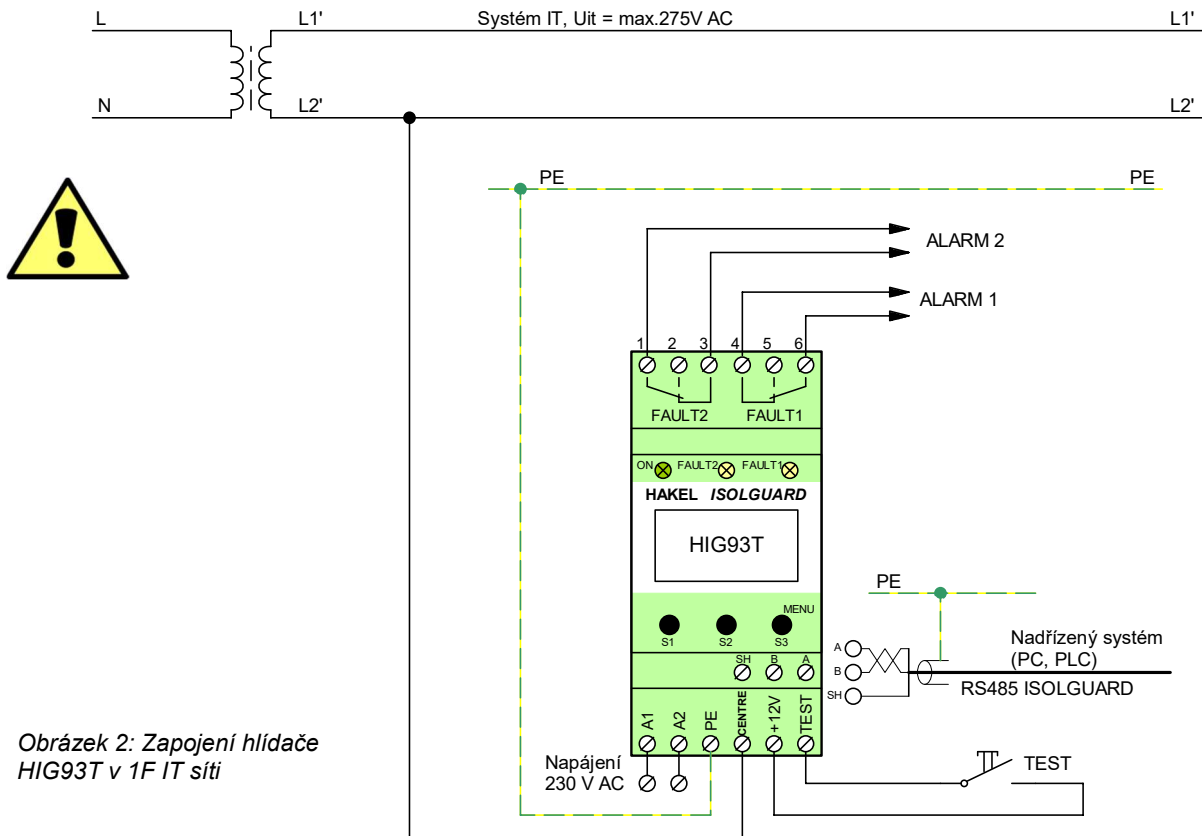 L L1' Systém IT, Uit = max.275V AC L1'
N L2' L2'
PE PE
ALARM 2
ALARM 1
1 2 3 4 5 6
FAULT2 FAULT1
ON FAULT2 FAULT1
HAKEL ISOLGUARD
HIG93T
PE
MENU
S1 S2 S3
Nadřízený systém
(PC, PLC)
RS485 ISOLGUARD
A
B
SH
SH B A
A1 A2 PE CENTRE +12V TEST
Napájení
230 V AC
TEST
Obrázek 2: Zapojení hlídače
HIG93T v 1F IT síti